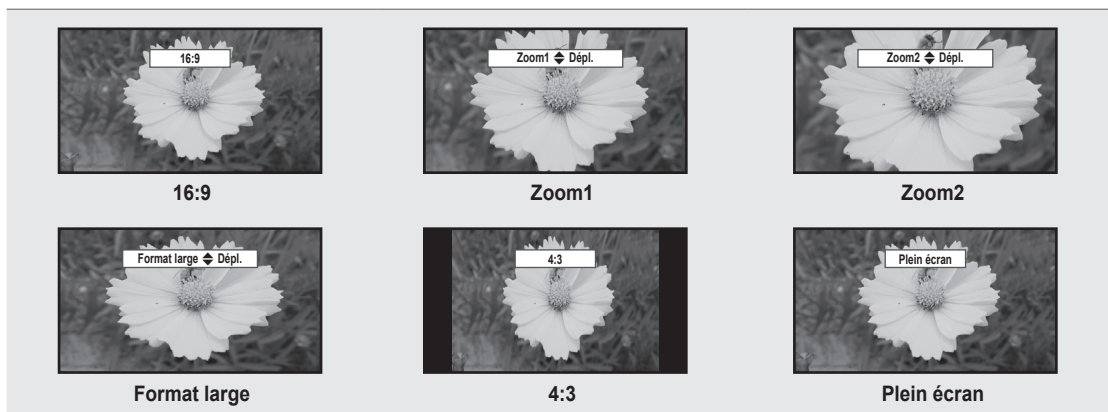 16:9
Zoom1 ◆ Dépl.
Zoom2 ◆ Dépl.
16:9
Zoom1
Zoom2
Format large ◆ Dépl.
4:3
Plein écran
Format large
4:3
Plein écran